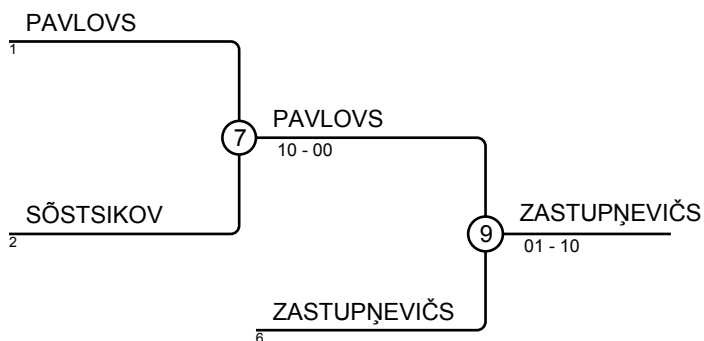 PAVLOVS
1
7
PAVLOVS
10 - 00
SÕSTSIKOV
2
9
ZASTUPŅEVIČS
01 - 10
ZASTUPŅEVIČS
6